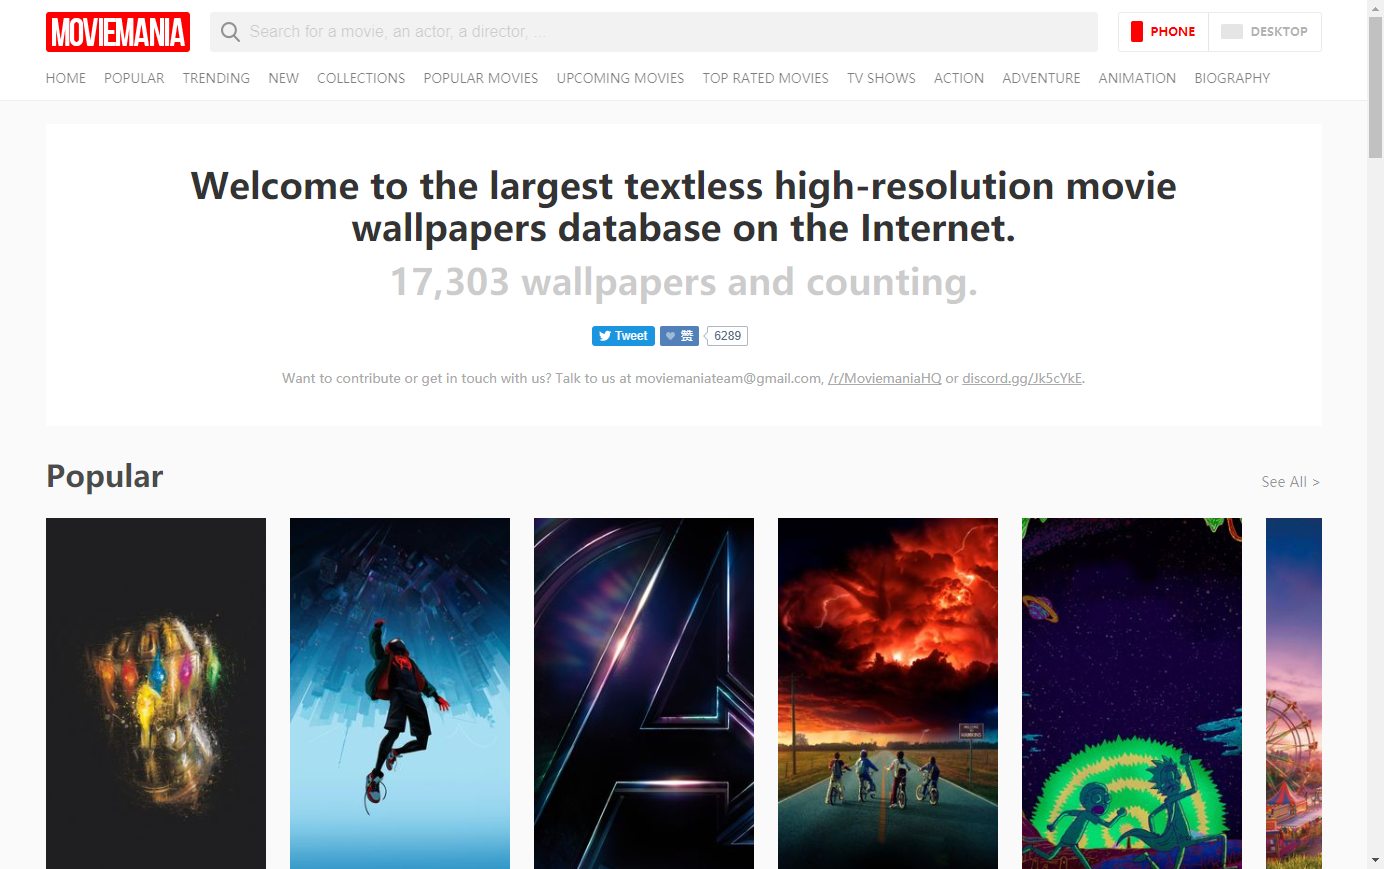 MOVIEMANIA
Search for a movie, an actor, a director, ...
PHONE
DESKTOP
HOME POPULAR TRENDING NEW COLLECTIONS POPULAR MOVIES UPCOMING MOVIES TOP RATED MOVIES TV SHOWS ACTION ADVENTURE ANIMATION BIOGRAPHY
Welcome to the largest textless high-resolution movie
wallpapers database on the Internet.
17,303 wallpapers and counting.
Tweet 赞 6289
Want to contribute or get in touch with us? Talk to us at moviemaniateam@gmail.com, /r/MoviemaniaHQ or discord.gg/Jk5cYkE.
Popular
See All >